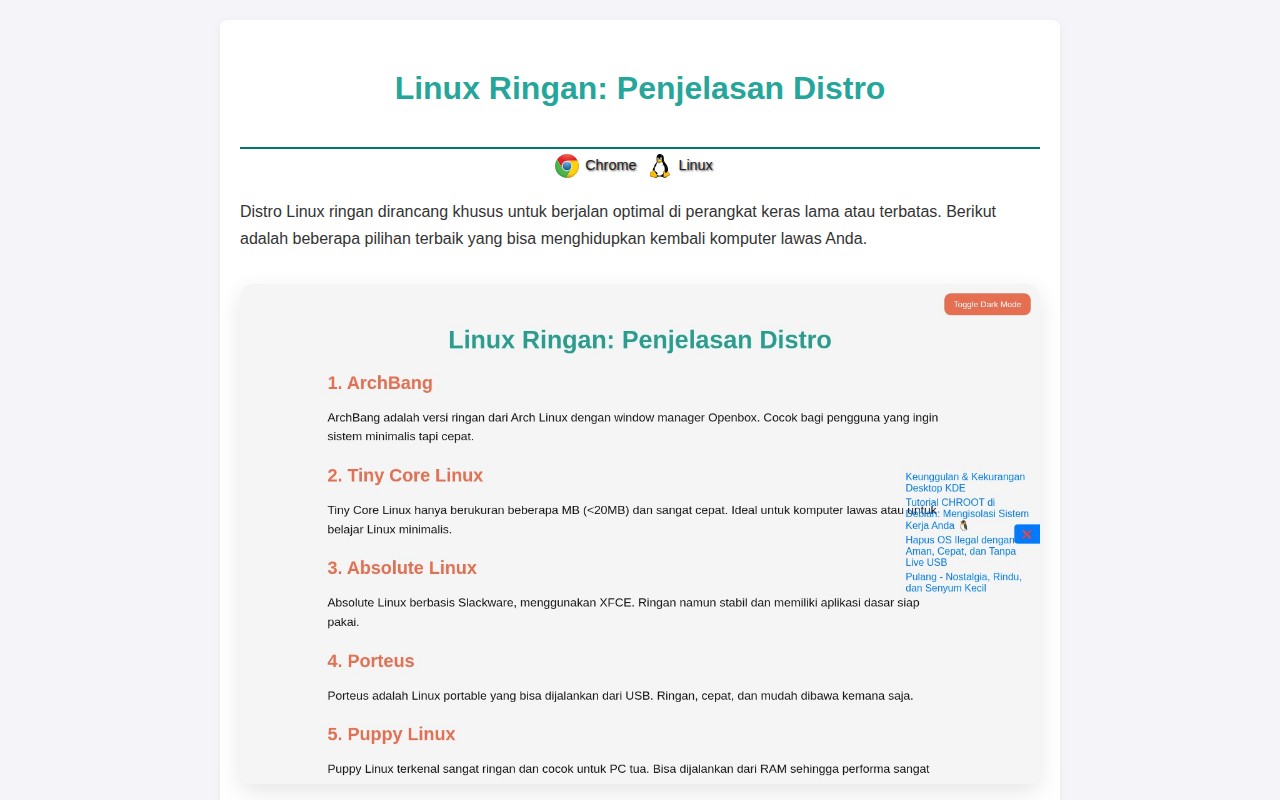 Linux Ringan: Penjelasan Distro
Chrome Linux
Distro Linux ringan dirancang khusus untuk berjalan optimal di perangkat keras lama atau terbatas. Berikut
adalah beberapa pilihan terbaik yang bisa menghidupkan kembali komputer lawas Anda.
Toggle Dark Mode
Linux Ringan: Penjelasan Distro
1. ArchBang
ArchBang adalah versi ringan dari Arch Linux dengan window manager Openbox. Cocok bagi pengguna yang ingin
sistem minimalis tapi cepat.
2. Tiny Core Linux
Tiny Core Linux hanya berukuran beberapa MB (<20MB) dan sangat cepat. Ideal untuk komputer lawas atau untuk
belajar Linux minimalis.
3. Absolute Linux
Absolute Linux berbasis Slackware, menggunakan XFCE. Ringan namun stabil dan memiliki aplikasi dasar siap
pakai.
4. Porteus
Porteus adalah Linux portable yang bisa dijalankan dari USB. Ringan, cepat, dan mudah dibawa kemana saja.
5. Puppy Linux
Puppy Linux terkenal sangat ringan dan cocok untuk PC tua. Bisa dijalankan dari RAM sehingga performa sangat
Keunggulan & Kekurangan
Desktop KDE
Tutorial CHROOT di
Debian: Mengisolasi Sistem
Kerja Anda 🐧
Hapus OS Ilegal dengan
Aman, Cepat, dan Tanpa
Live USB
Pulang - Nostalgia, Rindu,
dan Senyum Kecil